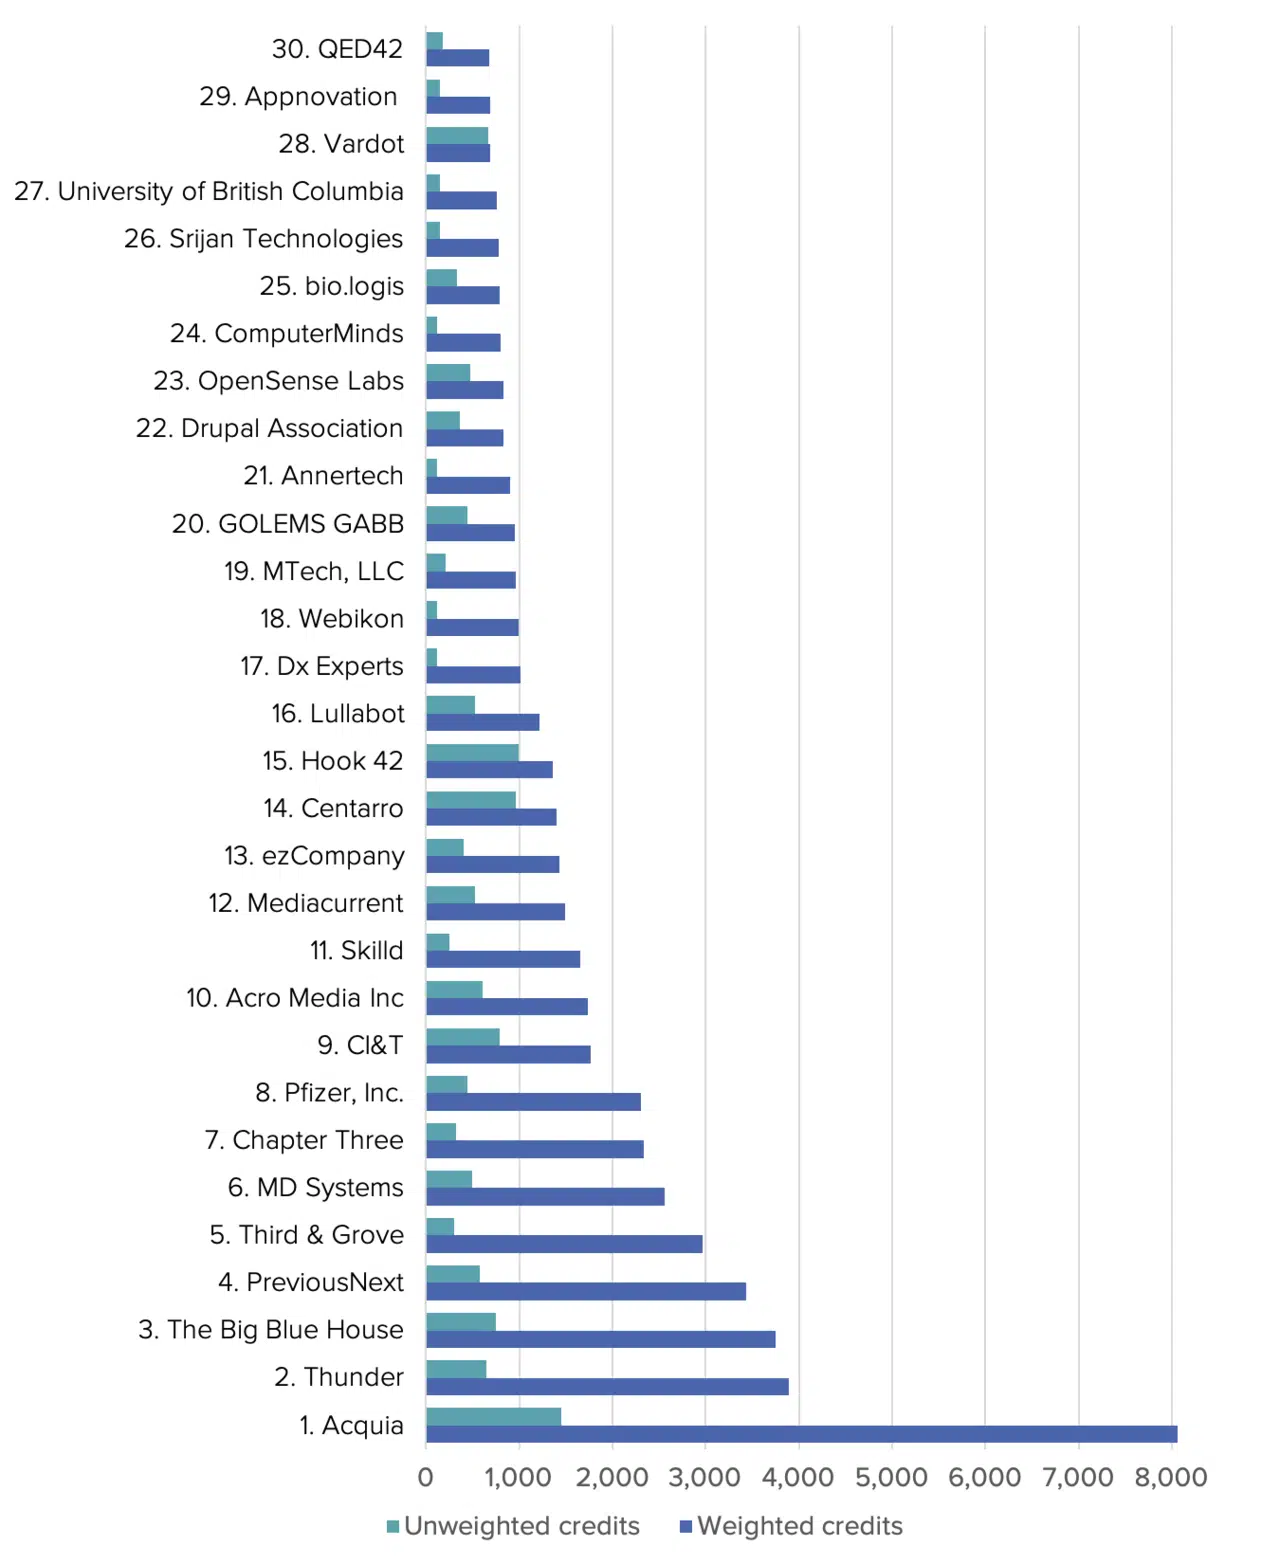 30. QED42
29. Appnovation
28. Vardot
27. University of British Columbia
26. Srijan Technologies
25. bio.logis
24. ComputerMinds
23. OpenSense Labs
22. Drupal Association
21. Annertech
20. GOLEMS GABB
19. MTech, LLC
18. Webikon
17. Dx Experts
16. Lullabot
15. Hook 42
14. Centarro
13. ezCompany
12. Mediacurrent
11. Skilld
10. Acro Media Inc
9. CI&T
8. Pfizer, Inc.
7. Chapter Three
6. MD Systems
5. Third & Grove
4. PreviousNext
3. The Big Blue House
2. Thunder
1. Acquia
0 1,000 2,000 3,000 4,000 5,000 6,000 7,000 8,000
Unweighted credits Weighted credits